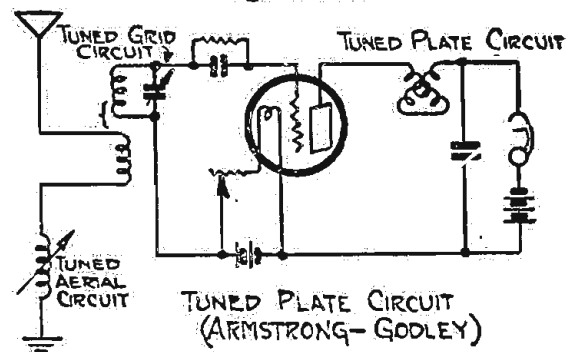 TUNED GRID
CIRCUIT
TUNED PLATE CIRCUIT
TUNED
AERIAL
CIRCUIT
TUNED PLATE CIRCUIT
(ARMSTRONG-GODLEY)